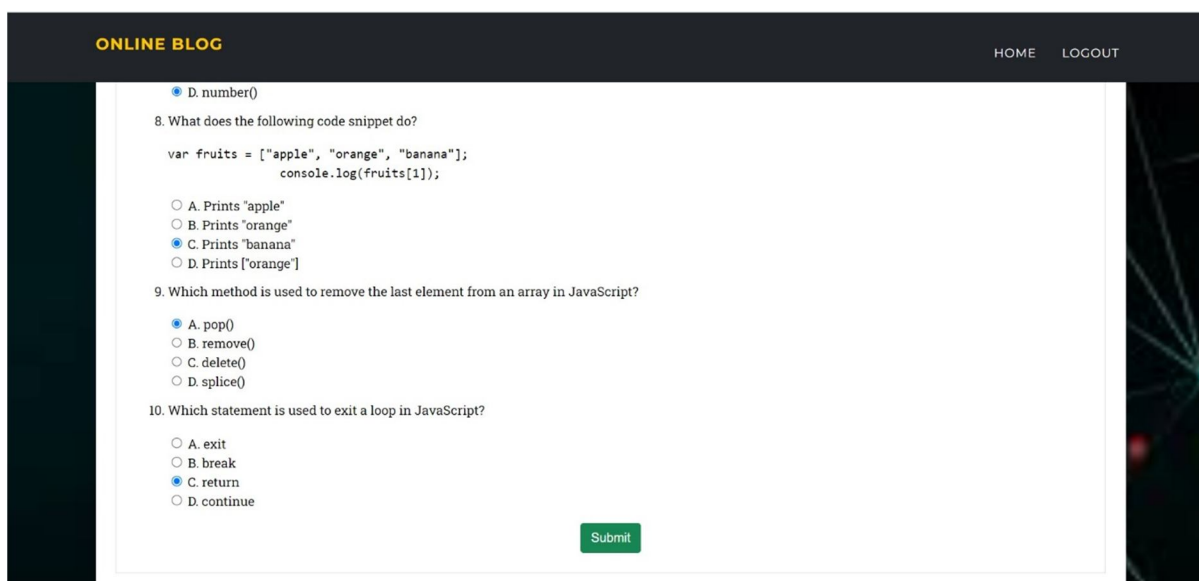 ONLINE BLOG
HOME LOGOUT
D. number()
8. What does the following code snippet do?
var fruits = ["apple", "orange", "banana"];
console.log(fruits[1]);
A. Prints "apple"
B. Prints "orange"
C. Prints "banana"
D. Prints ["orange"]
9. Which method is used to remove the last element from an array in JavaScript?
A. pop()
B. remove()
C. delete()
D. splice()
10. Which statement is used to exit a loop in JavaScript?
A. exit
B. break
C. return
D. continue
Submit